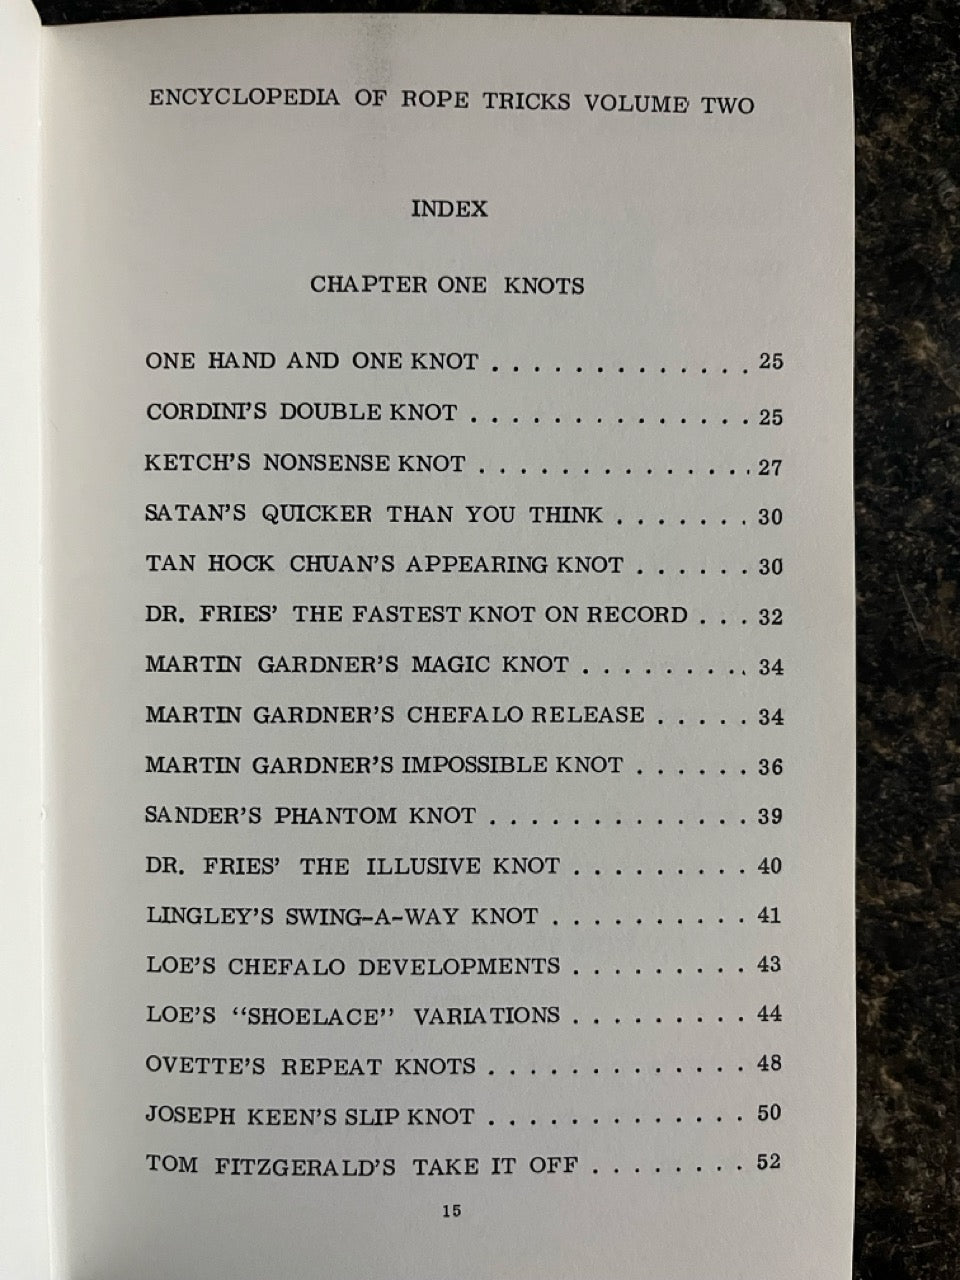 ENCYCLOPEDIA OF ROPE TRICKS VOLUME TWO
INDEX
CHAPTER ONE KNOTS
ONE HAND AND ONE KNOT . . . . . . . . . . . . . 25
CORDINI'S DOUBLE KNOT . . . . . . . . . . . . . . 25
KETCH'S NONSENSE KNOT . . . . . . . . . . . . . . 27
SATAN'S QUICKER THAN YOU THINK . . . . . . . 30
TAN HOCK CHUAN'S APPEARING KNOT . . . . . . 30
DR. FRIES' THE FASTEST KNOT ON RECORD . . . 32
MARTIN GARDNER'S MAGIC KNOT . . . . . . . . . 34
MARTIN GARDNER'S CHEFALO RELEASE . . . . . 34
MARTIN GARDNER'S IMPOSSIBLE KNOT . . . . . . 36
SANDER'S PHANTOM KNOT . . . . . . . . . . . . . 39
DR. FRIES' THE ILLUSIVE KNOT . . . . . . . . . 40
LINGLEY'S SWING-A-WAY KNOT . . . . . . . . . . 41
LOE'S CHEFALO DEVELOPMENTS . . . . . . . . . 43
LOE'S "SHOELACE" VARIATIONS . . . . . . . . . 44
OVETTE'S REPEAT KNOTS . . . . . . . . . . . . . 48
JOSEPH KEEN'S SLIP KNOT . . . . . . . . . . . . . 50
TOM FITZGERALD'S TAKE IT OFF . . . . . . . . 52
15